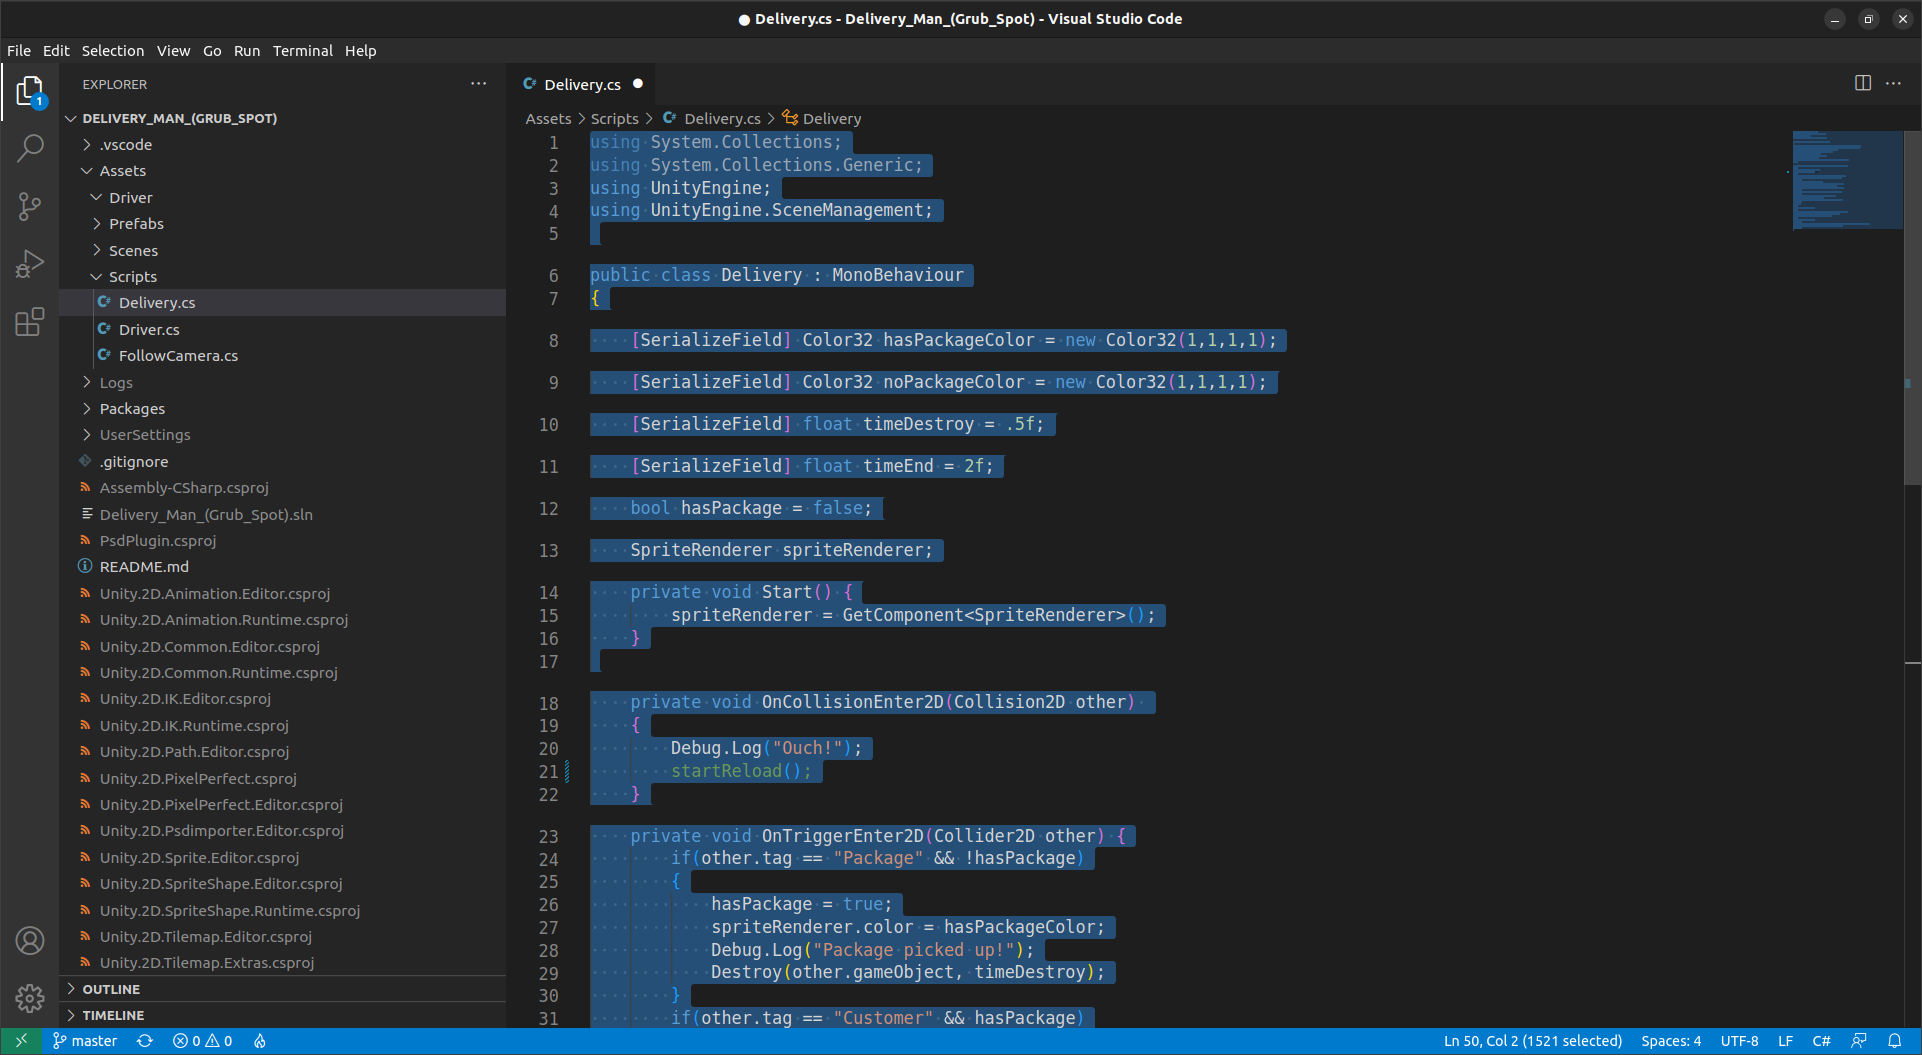 ● Delivery.cs - Delivery_Man_(Grub_Spot) - Visual Studio Code
File Edit Selection View Go Run Terminal Help
EXPLORER
1
DELIVERY_MAN_(GRUB_SPOT)
.vscode
Assets
Driver
Prefabs
Scenes
Scripts
Delivery.cs
Driver.cs
FollowCamera.cs
Logs
Packages
UserSettings
.gitignore
Assembly-CSharp.csproj
Delivery_Man_(Grub_Spot).sln
PsdPlugin.csproj
README.md
Unity.2D.Animation.Editor.csproj
Unity.2D.Animation.Runtime.csproj
Unity.2D.Common.Editor.csproj
Unity.2D.Common.Runtime.csproj
Unity.2D.IK.Editor.csproj
Unity.2D.IK.Runtime.csproj
Unity.2D.Path.Editor.csproj
Unity.2D.PixelPerfect.csproj
Unity.2D.PixelPerfect.Editor.csproj
Unity.2D.Psdimporter.Editor.csproj
Unity.2D.Sprite.Editor.csproj
Unity.2D.SpriteShape.Editor.csproj
Unity.2D.SpriteShape.Runtime.csproj
Unity.2D.Tilemap.Editor.csproj
Unity.2D.Tilemap.Extras.csproj
OUTLINE
TIMELINE
Delivery.cs
Assets > Scripts > Delivery.cs > Delivery
1 using System.Collections;
2 using System.Collections.Generic;
3 using UnityEngine;
4 using UnityEngine.SceneManagement;
5
6 public class Delivery : MonoBehaviour
7 {
8 [SerializeField] Color32 hasPackageColor = new Color32(1,1,1,1);
9 [SerializeField] Color32 noPackageColor = new Color32(1,1,1,1);
10 [SerializeField] float timeDestroy = .5f;
11 [SerializeField] float timeEnd = 2f;
12 bool hasPackage = false;
13 SpriteRenderer spriteRenderer;
14 private void Start() {
15 spriteRenderer = GetComponent<SpriteRenderer>();
16 }
17
18 private void OnCollisionEnter2D(Collision2D other)
19 {
20 Debug.Log("Ouch!");
21 startReload();
22 }
23 private void OnTriggerEnter2D(Collider2D other) {
24 if(other.tag == "Package" && !hasPackage)
25 {
26 hasPackage = true;
27 spriteRenderer.color = hasPackageColor;
28 Debug.Log("Package picked up!");
29 Destroy(other.gameObject, timeDestroy);
30 }
31 if(other.tag == "Customer" && hasPackage)
master 0 0 Ln 50, Col 2 (1521 selected) Spaces: 4 UTF-8 LF C#